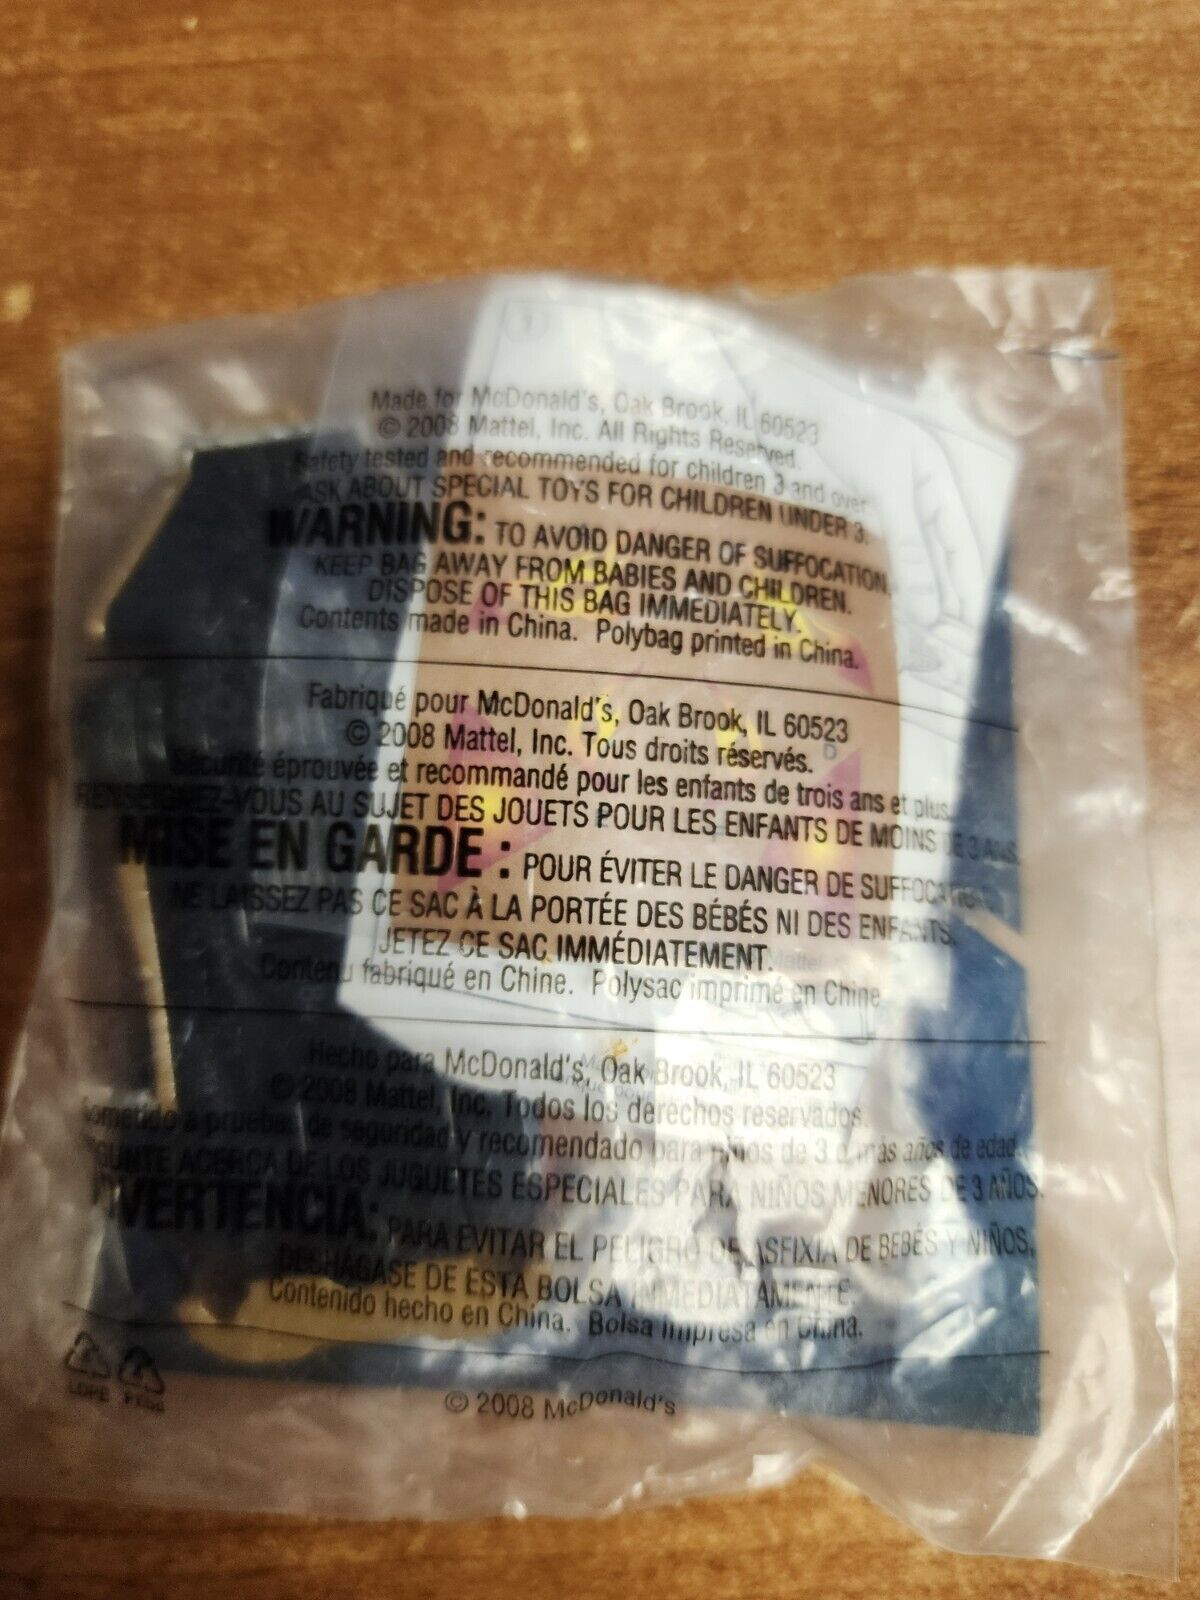 Made for McDonald's, Oak Brook, IL 60523
© 2008 Mattel, Inc. All Rights Reserved.
Safety tested and recommended for children 3 and over.
ASK ABOUT SPECIAL TOYS FOR CHILDREN UNDER 3.
WARNING: TO AVOID DANGER OF SUFFOCATION,
KEEP BAG AWAY FROM BABIES AND CHILDREN.
DISPOSE OF THIS BAG IMMEDIATELY.
Contents made in China. Polybag printed in China.
Fabriqué pour McDonald's, Oak Brook, IL 60523
© 2008 Mattel, Inc. Tous droits réservés.
Sécurité éprouvée et recommandé pour les enfants de trois ans et plus.
RENSEIGNEZ-VOUS AU SUJET DES JOUETS POUR LES ENFANTS DE MOINS DE 3 ANS.
MISE EN GARDE : POUR ÉVITER LE DANGER DE SUFFOCATION,
NE LAISSEZ PAS CE SAC À LA PORTÉE DES BÉBÉS NI DES ENFANTS.
JETEZ CE SAC IMMÉDIATEMENT.
Contenu fabriqué en Chine. Polysac imprimé en Chine
Hecho para McDonald's, Oak Brook, IL 60523
© 2008 Mattel, Inc. Todos los derechos reservados.
Sometido a pruebas de seguridad y recomendado para niños de 3 ó más años de edad.
ACERCA DE LOS JUGUETES ESPECIALES PARA NIÑOS MENORES DE 3 AÑOS.
ADVERTENCIA: PARA EVITAR EL PELIGRO DE ASFIXIA DE BEBÉS Y NIÑOS,
DESHÁGASE DE ESTA BOLSA INMEDIATAMENTE.
Contenido hecho en China. Bolsa impresa en China.
LDPE
© 2008 McDonald's